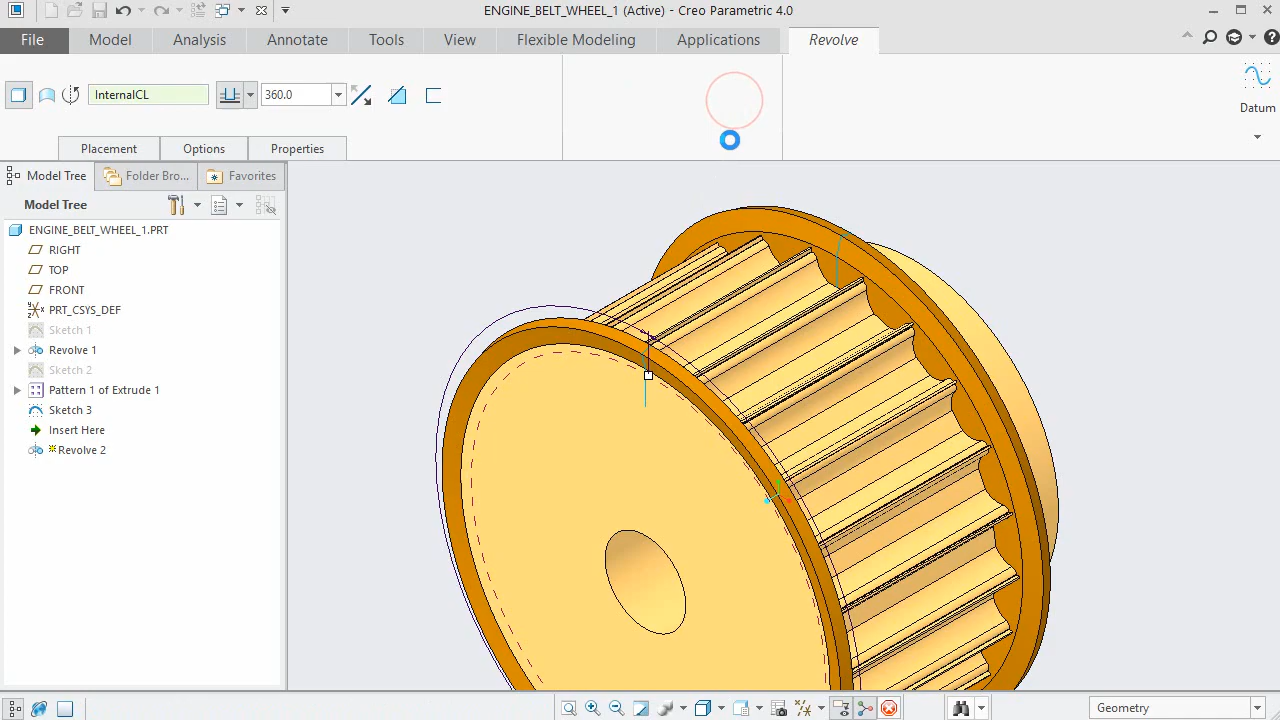 ENGINE_BELT_WHEEL_1 (Active) - Creo Parametric 4.0
File Model Analysis Annotate Tools View Flexible Modeling Applications Revolve
InternalCL 360.0
Datum
Placement Options Properties
Model Tree Folder Bro... Favorites
Model Tree
ENGINE_BELT_WHEEL_1.PRT
RIGHT
TOP
FRONT
PRT_CSYS_DEF
Sketch 1
Revolve 1
Sketch 2
Pattern 1 of Extrude 1
Sketch 3
Insert Here
Revolve 2
Geometry